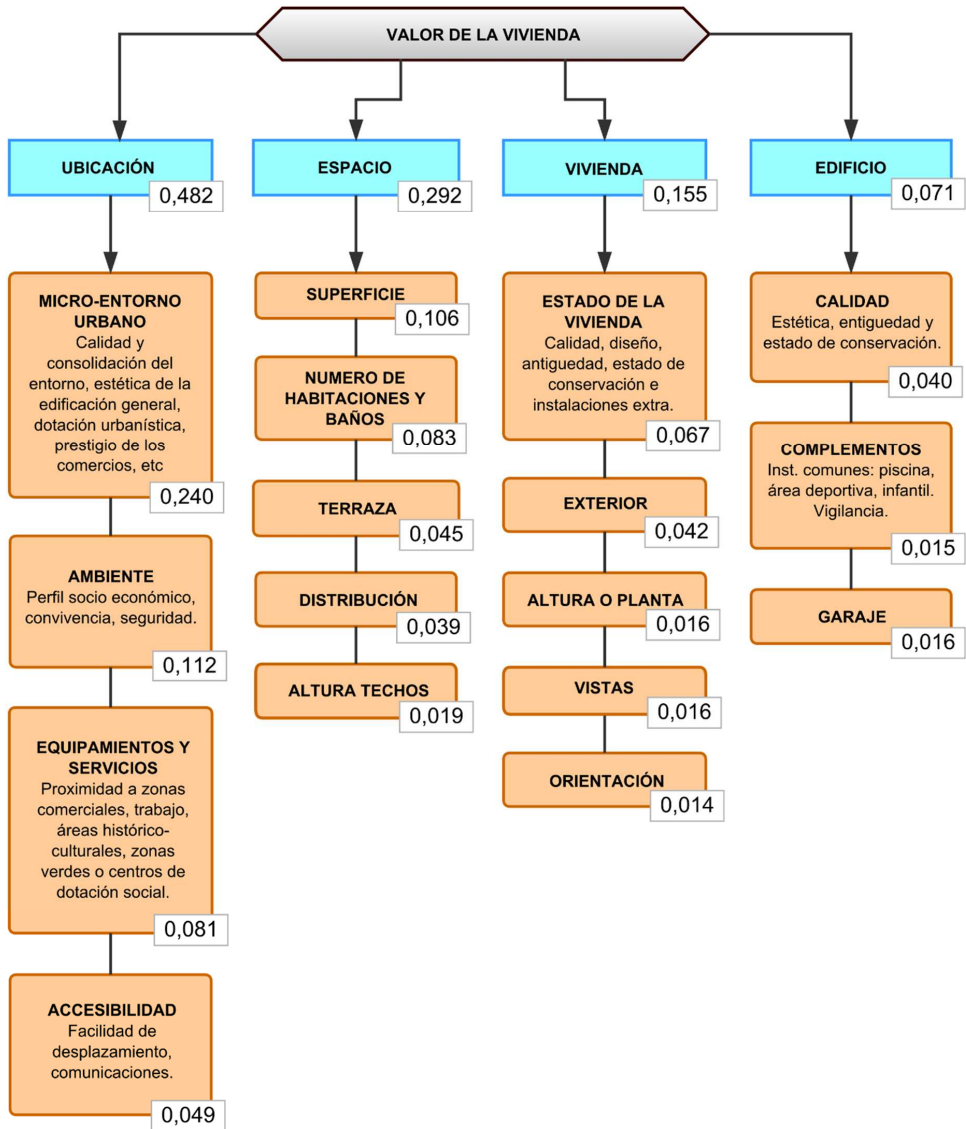 VALOR DE LA VIVIENDA
UBICACIÓN
0,482
MICRO-ENTORNO
URBANO
Calidad y
consolidación del
entorno, estética de la
edificación general,
dotación urbanística,
prestigio de los
comercios, etc
0,240
AMBIENTE
Perfil socio económico,
convivencia, seguridad.
0,112
EQUIPAMIENTOS Y
SERVICIOS
Proximidad a zonas
comerciales, trabajo,
áreas histórico-
culturales, zonas
verdes o centros de
dotación social.
0,081
ACCESIBILIDAD
Facilidad de
desplazamiento,
comunicaciones.
0,049
ESPACIO
0,292
SUPERFICIE
0,106
NUMERO DE
HABITACIONES Y
BAÑOS
0,083
TERRAZA
0,045
DISTRIBUCIÓN
0,039
ALTURA TECHOS
0,019
VIVIENDA
0,155
ESTADO DE LA
VIVIENDA
Calidad, diseño,
antiguedad, estado de
conservación e
instalaciones extra.
0,067
EXTERIOR
0,042
ALTURA O PLANTA
0,016
VISTAS
0,016
ORIENTACIÓN
0,014
EDIFICIO
0,071
CALIDAD
Estética, entiguedad y
estado de conservación.
0,040
COMPLEMENTOS
Inst. comunes: piscina,
área deportiva, infantil.
Vigilancia.
0,015
GARAJE
0,016